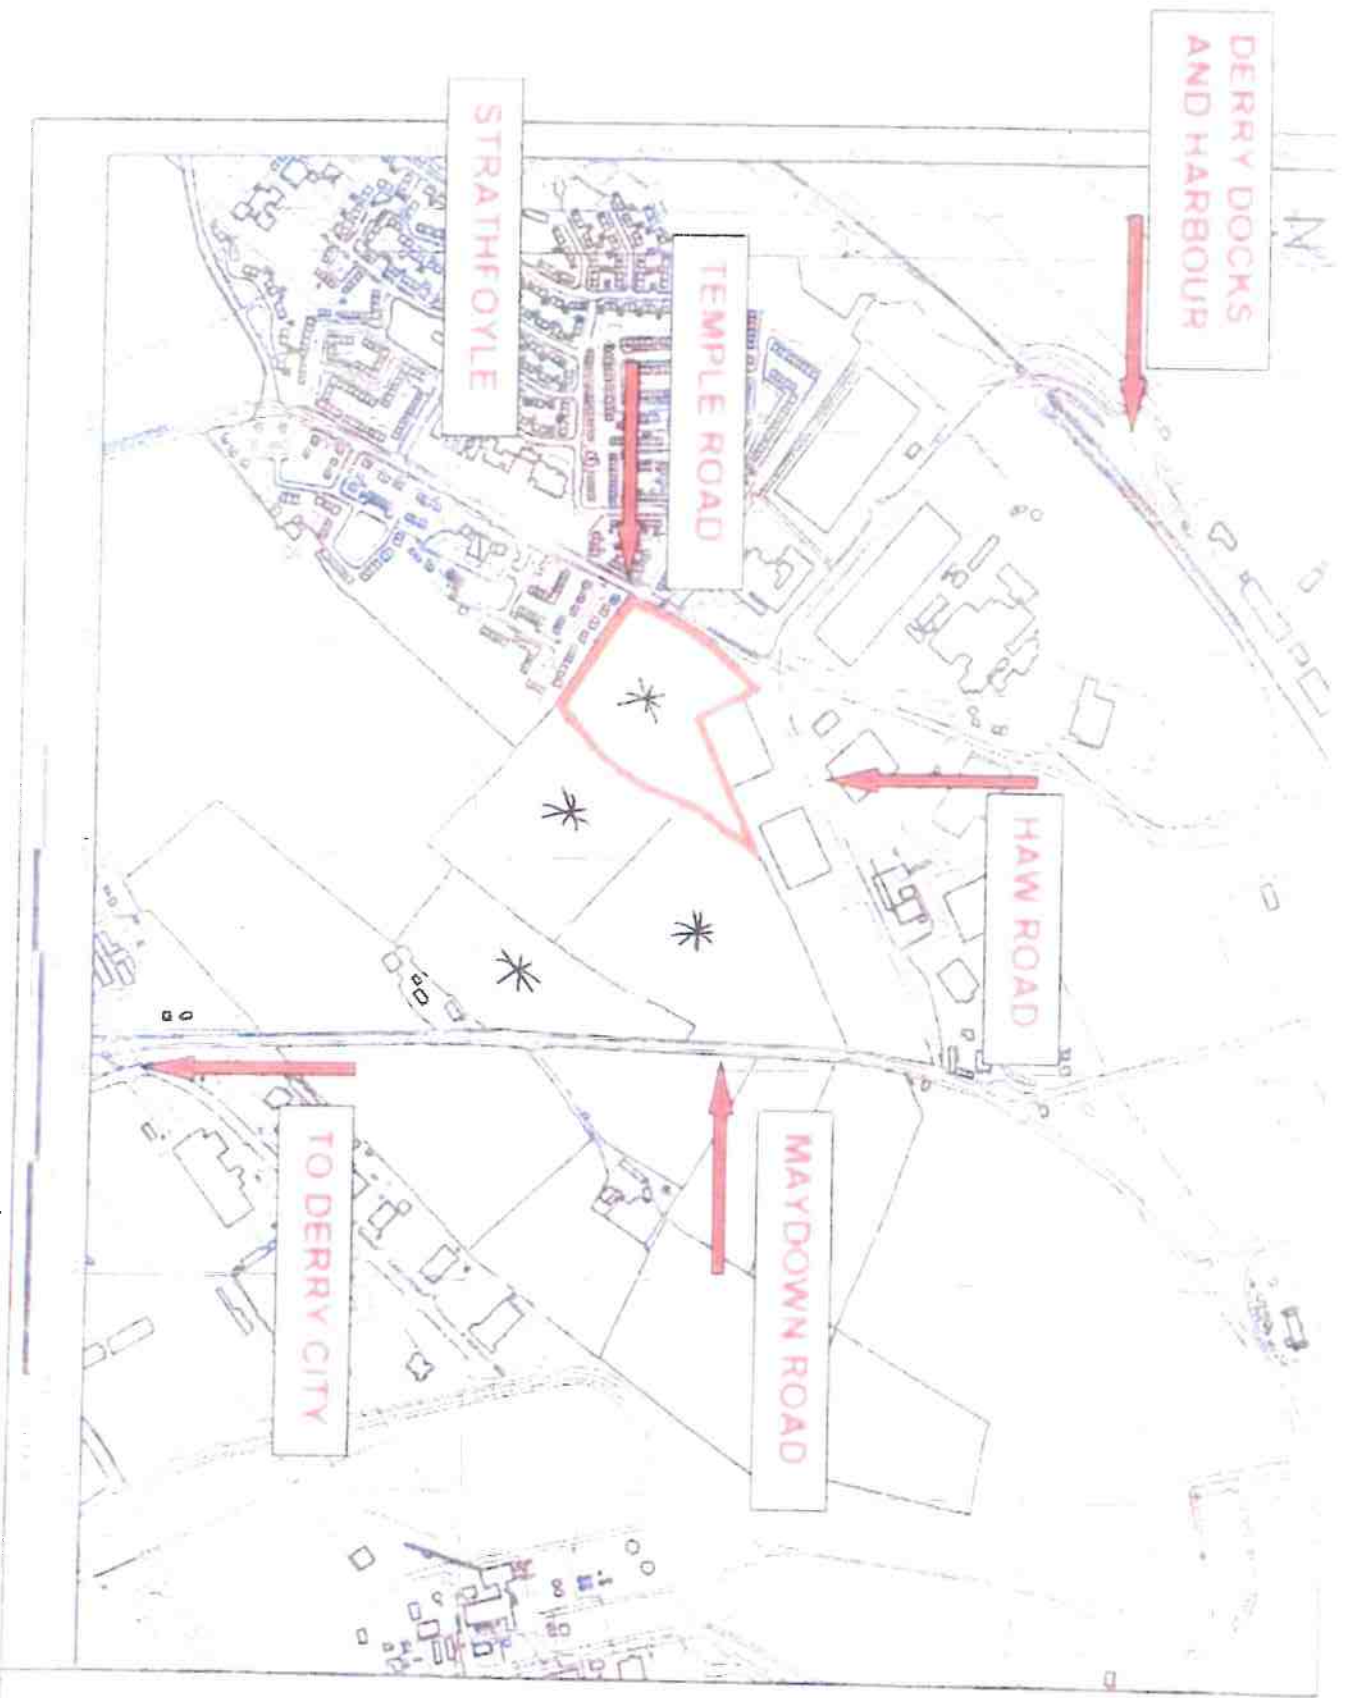 DERRY DOCKS
AND HARBOUR
N
STRATHFOYLE
TEMPLE ROAD
HAW ROAD
MAYDOWN ROAD
TO DERRY CITY